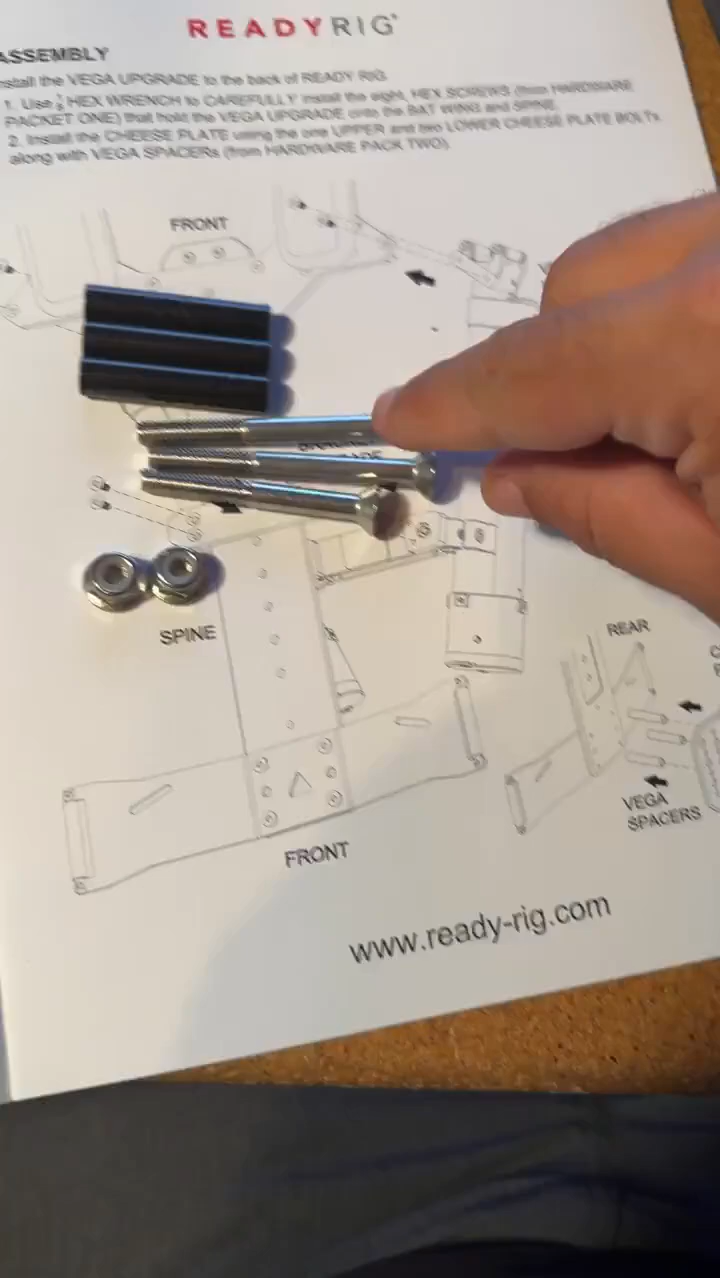 READYRIG®
ASSEMBLY
nstall the VEGA UPGRADE to the back of READY RIG.
1. Use HEX WRENCH to CAREFULLY install the eight, HEX SCREWS (from HARDWARE
PACKET ONE) that hold the VEGA UPGRADE onto the BAT WING and SPINE.
2. Install the CHEESE PLATE using the one UPPER and two LOWER CHEESE PLATE BOLTs
along with VEGA SPACERs (from HARDWARE PACK TWO).
FRONT
SPINE
REAR
VEGA
SPACERS
FRONT
www.ready-rig.com